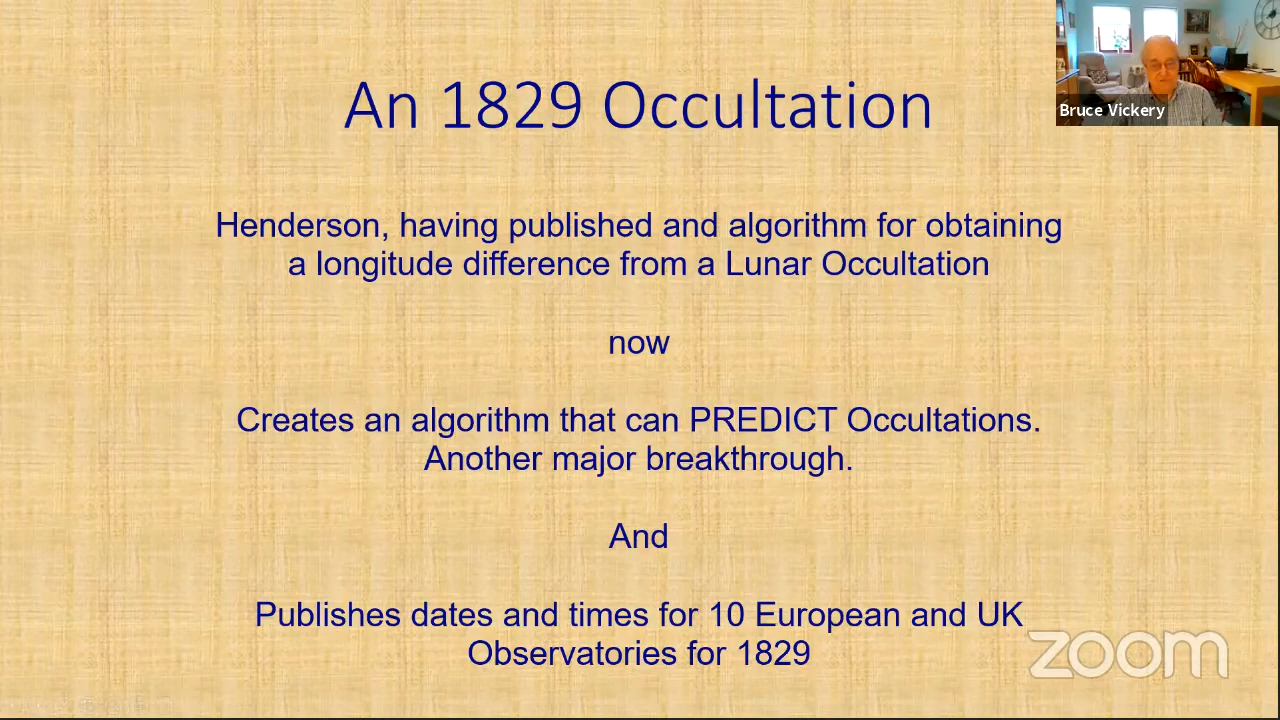 An 1829 Occultation
Bruce Vickery
Henderson, having published and algorithm for obtaining
a longitude difference from a Lunar Occultation
now
Creates an algorithm that can PREDICT Occultations.
Another major breakthrough.
And
Publishes dates and times for 10 European and UK
Observatories for 1829
zoom